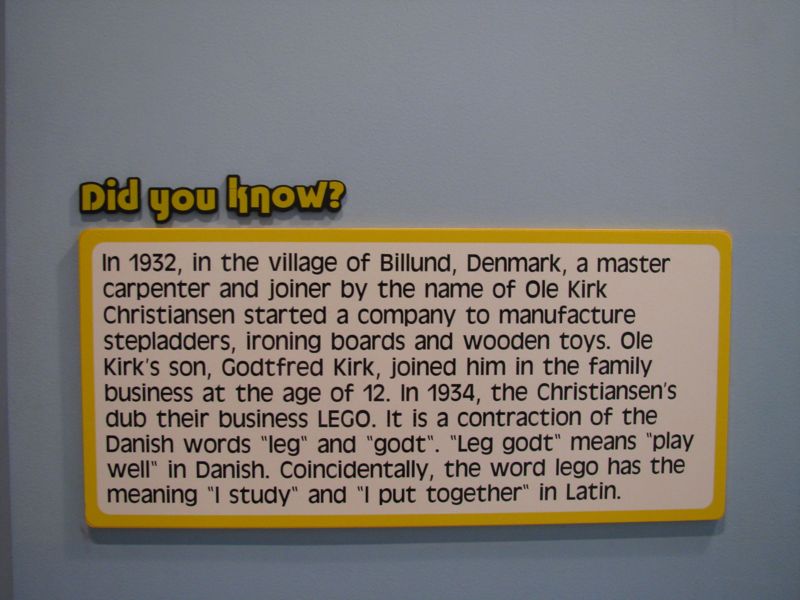 Did you know?
In 1932, in the village of Billund, Denmark, a master
carpenter and joiner by the name of Ole Kirk
Christiansen started a company to manufacture
stepladders, ironing boards and wooden toys. Ole
Kirk's son, Godtfred Kirk, joined him in the family
business at the age of 12. In 1934, the Christiansen's
dub their business LEGO. It is a contraction of the
Danish words "leg" and "godt". "Leg godt" means "play
well" in Danish. Coincidentally, the word lego has the
meaning "I study" and "I put together" in Latin.